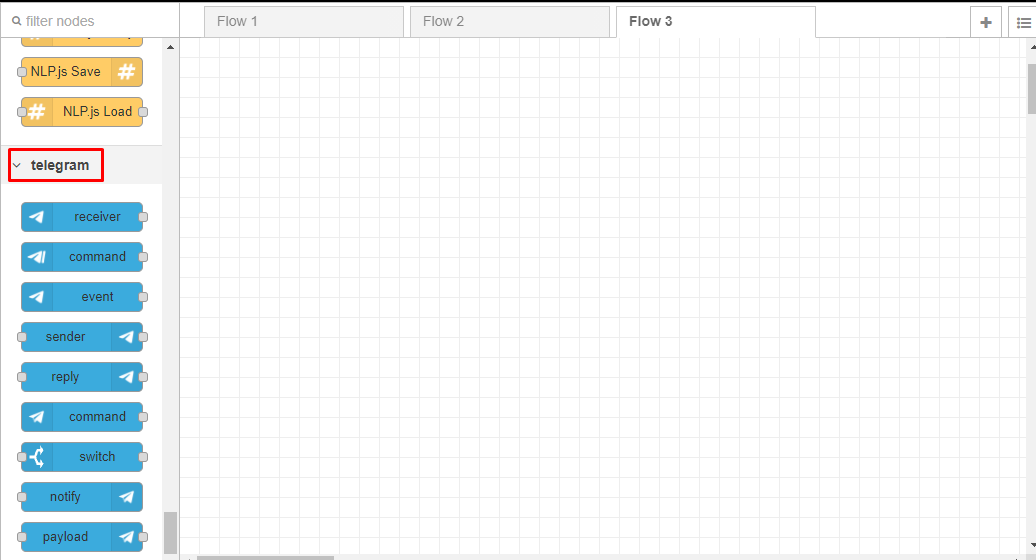 filter nodes
Flow 1
Flow 2
Flow 3
NLP.js Save
NLP.js Load
telegram
receiver
command
event
sender
reply
command
switch
notify
payload